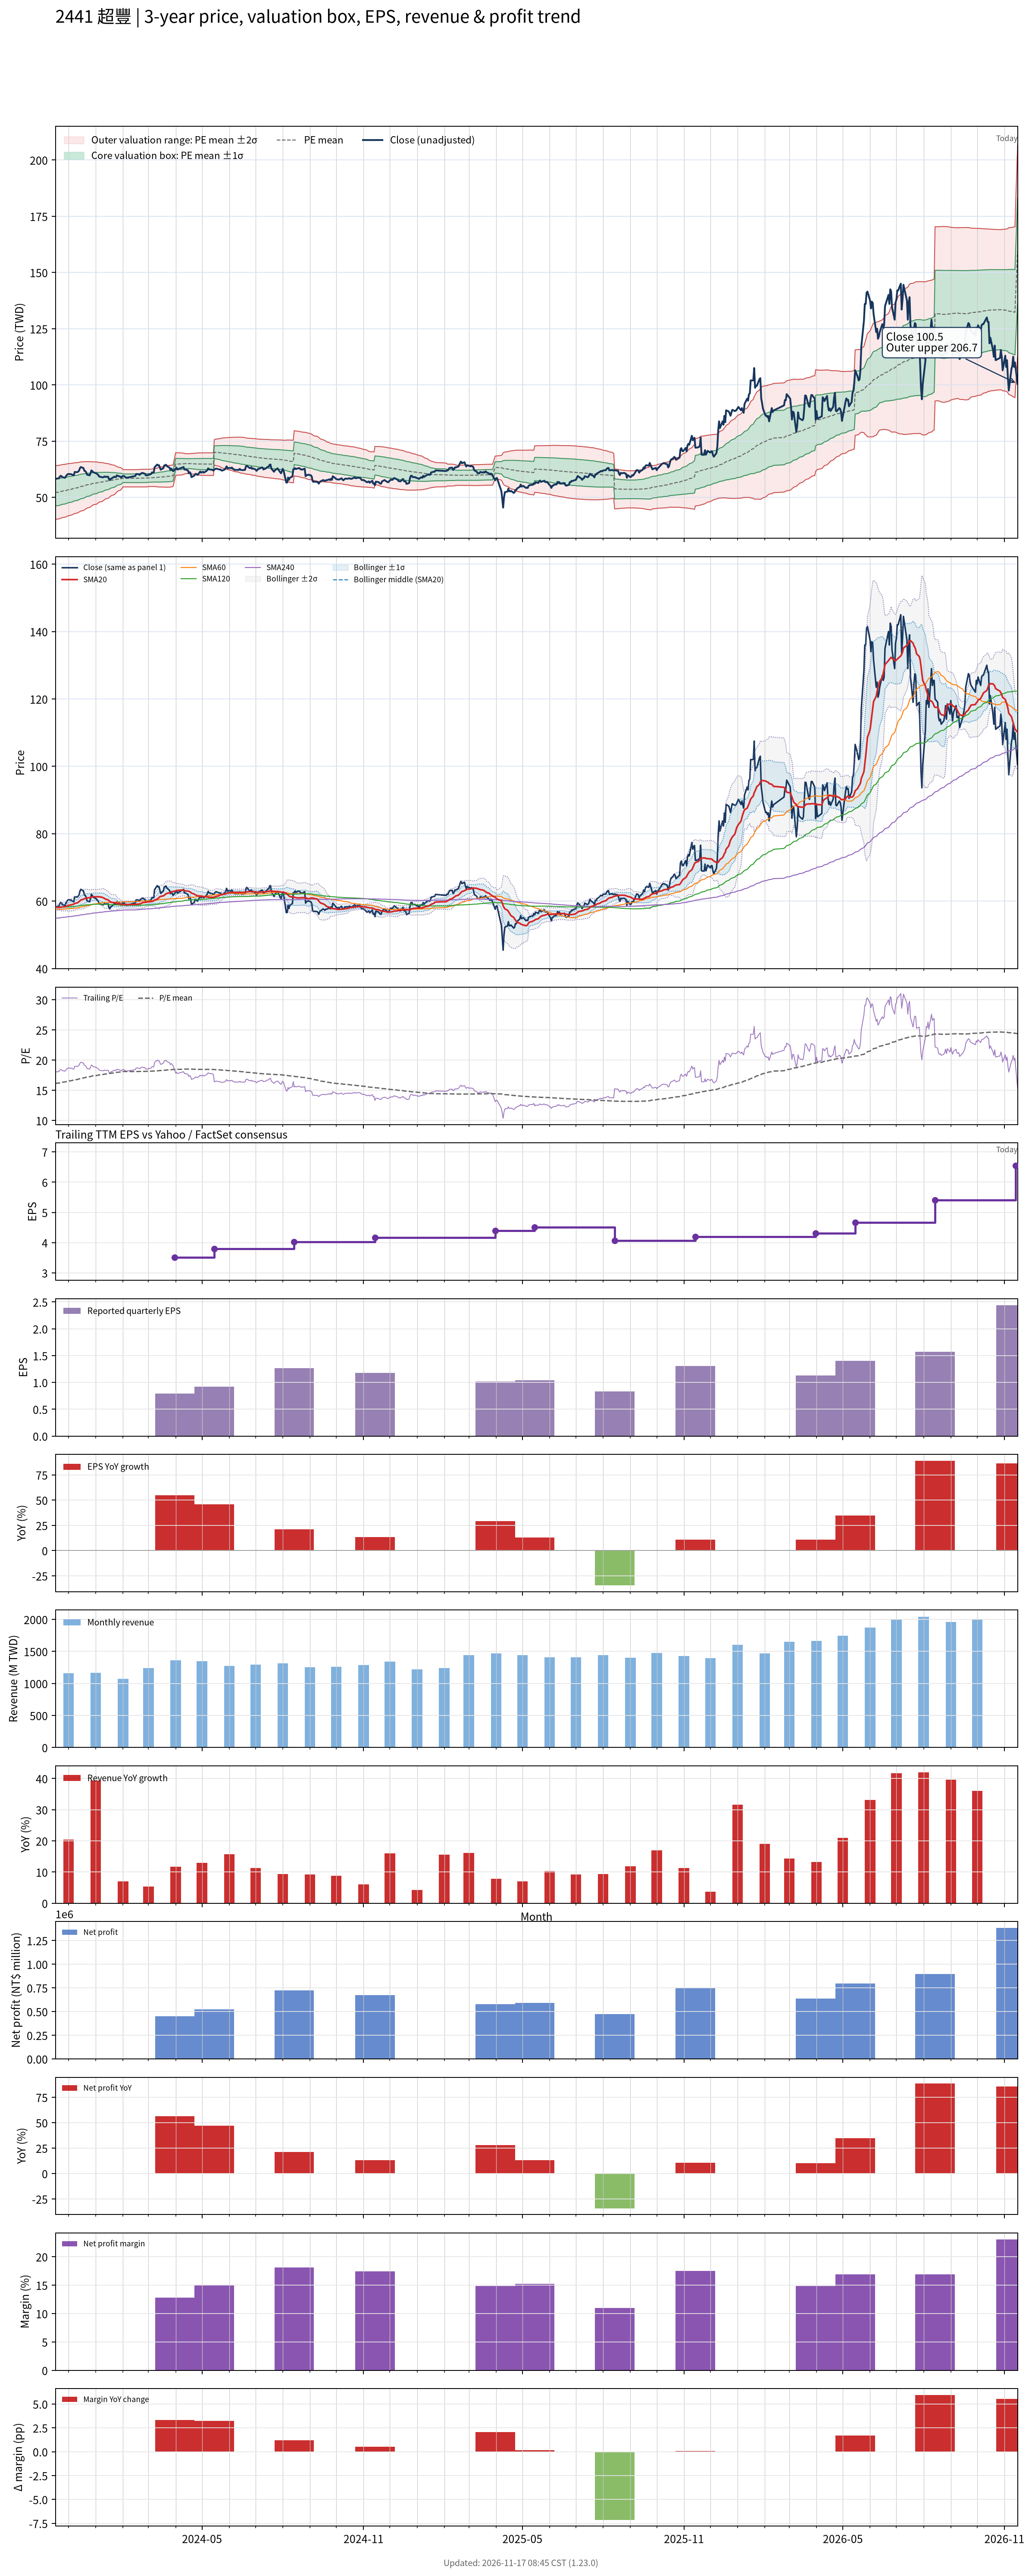 2441 超豐 | 3-year price, valuation box, EPS, revenue & profit trend
Outer valuation range: PE mean ±2σ
PE mean
Close (unadjusted)
Core valuation box: PE mean ±1σ
Today
Price (TWD)
200
175
150
125
100
75
50
Close 100.5
Outer upper 206.7
Close (same as panel 1)
SMA60
SMA240
Bollinger ±1σ
SMA20
SMA120
Bollinger ±2σ
Bollinger middle (SMA20)
Price
160
140
120
100
80
60
40
Trailing P/E
P/E mean
P/E
30
25
20
15
10
Trailing TTM EPS vs Yahoo / FactSet consensus
Today
EPS
7
6
5
4
3
Reported quarterly EPS
EPS
2.5
2.0
1.5
1.0
0.5
0.0
EPS YoY growth
YoY (%)
75
50
25
0
-25
Monthly revenue
Revenue (M TWD)
2000
1500
1000
500
0
Revenue YoY growth
YoY (%)
40
30
20
10
0
Month
1e6
Net profit
Net profit (NT$ million)
1.25
1.00
0.75
0.50
0.25
0.00
Net profit YoY
YoY (%)
75
50
25
0
-25
Net profit margin
Margin (%)
20
15
10
5
0
Margin YoY change
Δ margin (pp)
5.0
2.5
0.0
-2.5
-5.0
-7.5
2024-05
2024-11
2025-05
2025-11
2026-05
2026-11
Updated: 2026-11-17 08:45 CST (1.23.0)